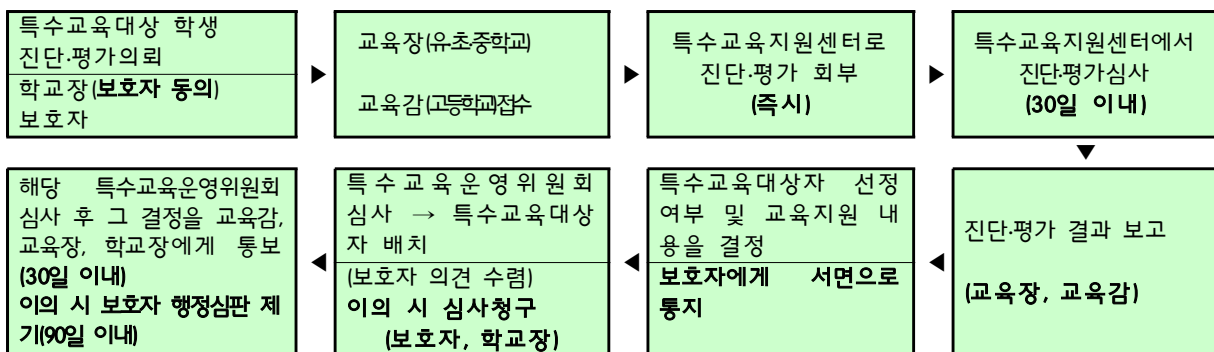 특수교육대상 학생
진단·평가의뢰
학교장(보호자 동의)
보호자
▶
교육장(유·초·중학교)
교육감(고등학교)접수
▶
특수교육지원센터로
진단·평가 회부
(즉시)
▶
특수교육지원센터에서
진단·평가심사
(30일 이내)
▼
진단·평가 결과 보고
(교육장, 교육감)
◀
특수교육대상자 선정
여부 및 교육지원 내
용을 결정
보호자에게 서면으로
통지
◀
특수교육운영위원회
심사 → 특수교육대상
자 배치
(보호자 의견 수렴)
이의 시 심사청구
(보호자, 학교장)
◀
해당 특수교육운영위원회
심사 후 그 결정을 교육감,
교육장, 학교장에게 통보
(30일 이내)
이의 시 보호자 행정심판 제
기(90일 이내)